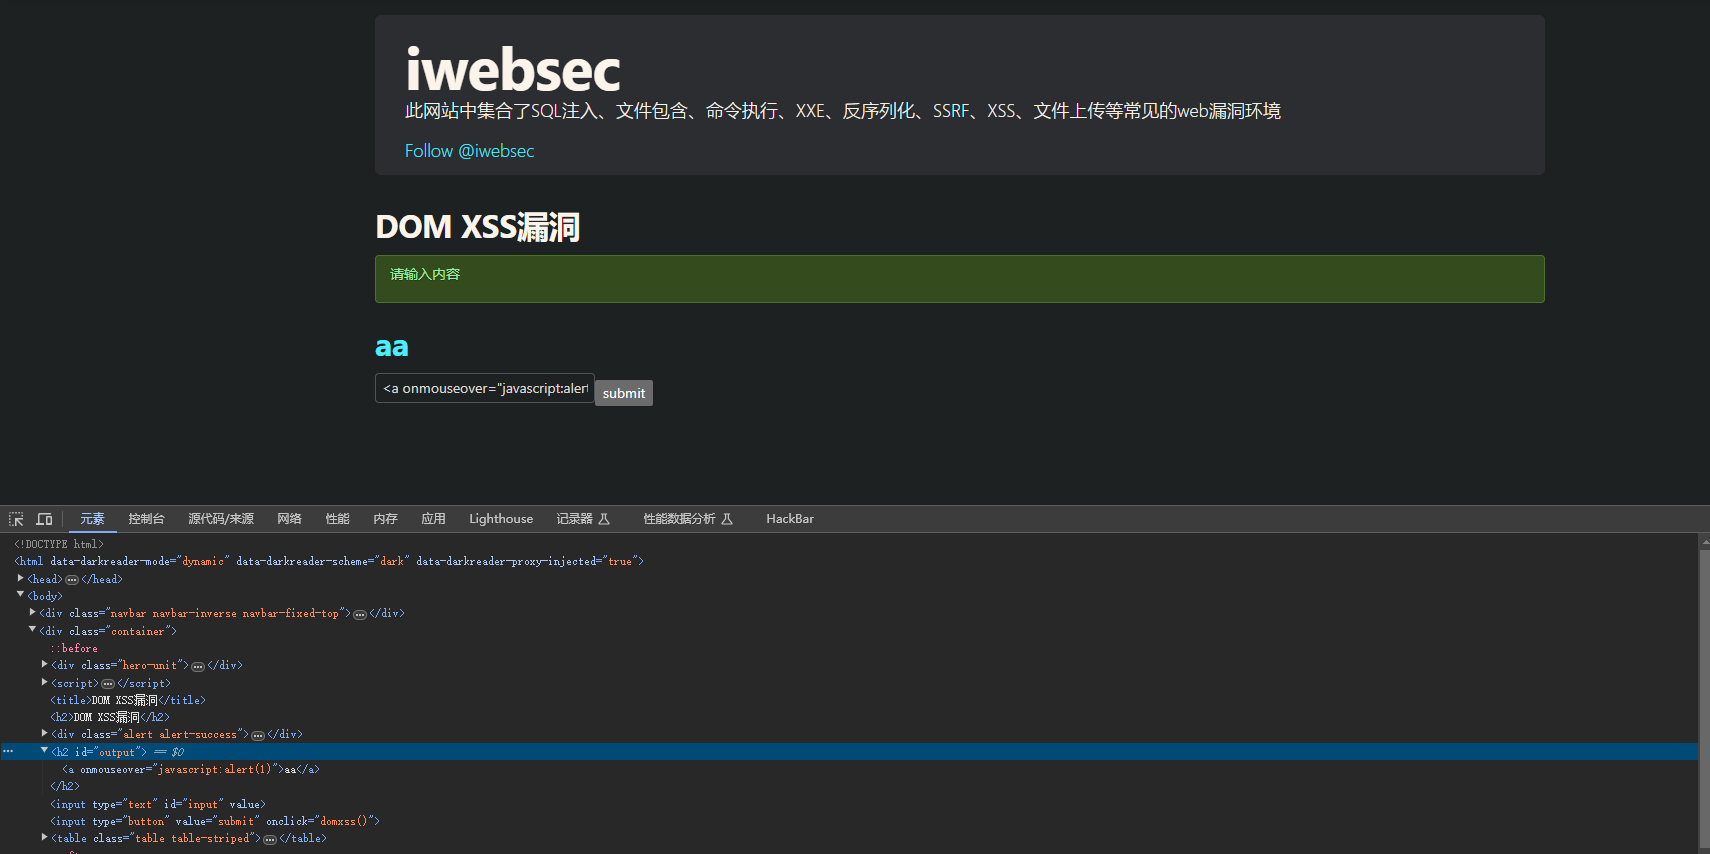 iwebsec
此网站中集合了SQL注入、文件包含、命令执行、XXE、反序列化、SSRF、XSS、文件上传等常见的web漏洞环境
Follow @iwebsec
DOM XSS漏洞
请输入内容
aa
<a onmouseover="javascript:alert submit
元素 控制台 源代码/来源 网络 性能 内存 应用 Lighthouse 记录器 性能数据分析 HackBar
<!DOCTYPE html>
<html data-darkreader-mode="dynamic" data-darkreader-scheme="dark" data-darkreader-proxy-injected="true">
<head>…</head>
<body>
<div class="navbar navbar-inverse navbar-fixed-top">…</div>
<div class="container">
::before
<div class="hero-unit">…</div>
<script>…</script>
<title>DOM XSS漏洞</title>
<h2>DOM XSS漏洞</h2>
<div class="alert alert-success">…</div>
<h2 id="output"> == $0
<a onmouseover="javascript:alert(1)">aa</a>
</h2>
<input type="text" id="input" value>
<input type="button" value="submit" onclick="domxss()">
<table class="table table-striped">…</table>